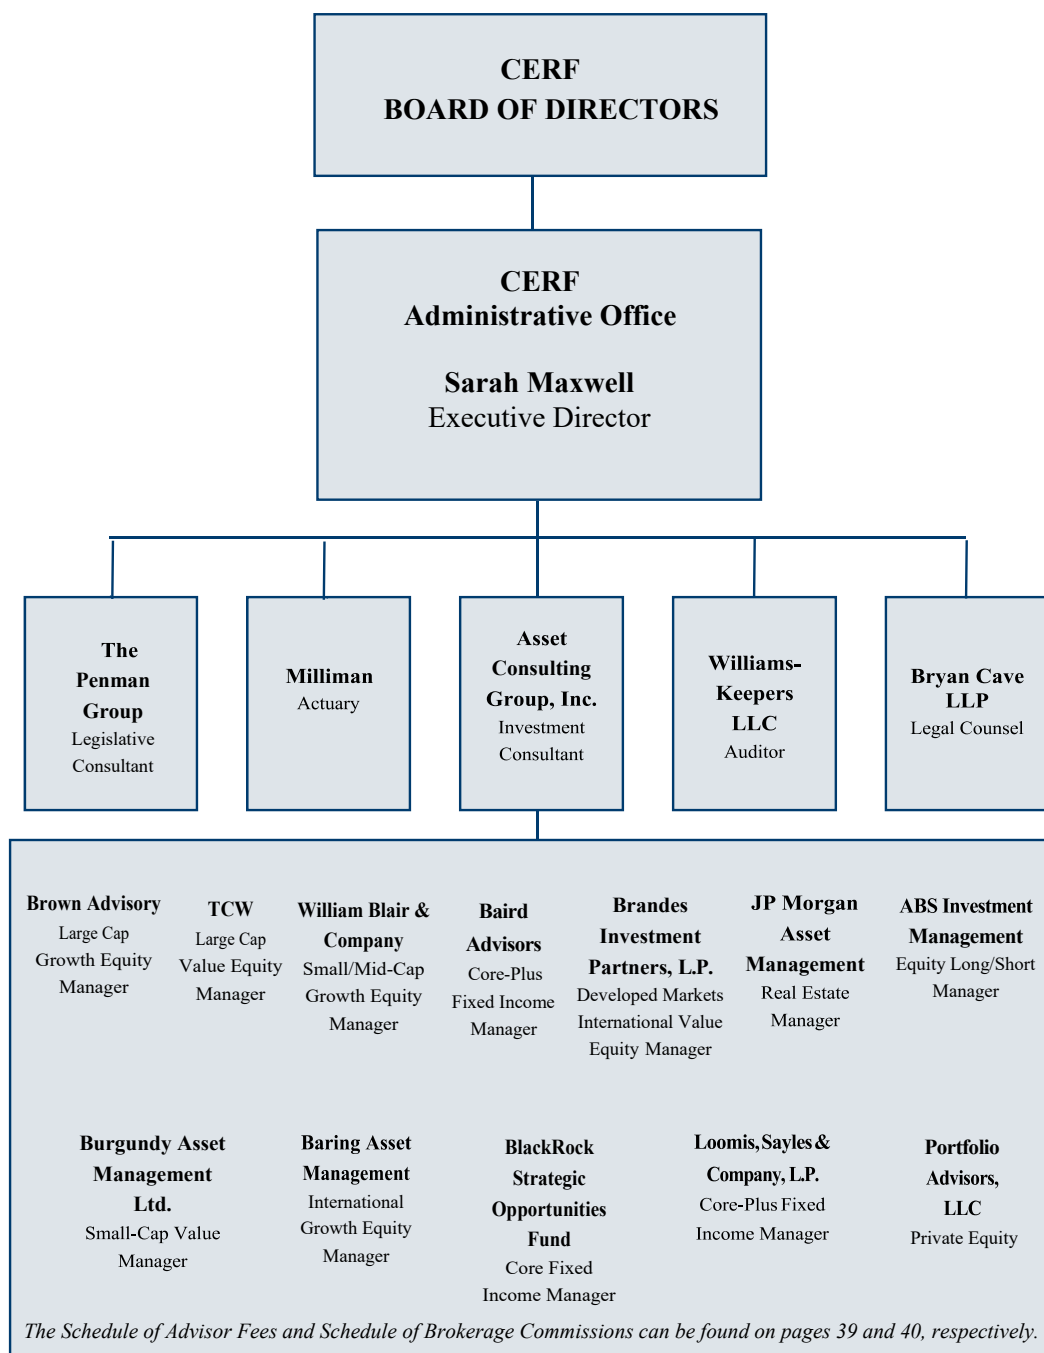 CERF
BOARD OF DIRECTORS
CERF
Administrative Office
Sarah Maxwell
Executive Director
The
Penman
Group
Legislative
Consultant
Milliman
Actuary
Asset
Consulting
Group, Inc.
Investment
Consultant
Williams-
Keepers
LLC
Auditor
Bryan Cave
LLP
Legal Counsel
Brown Advisory
Large Cap
Growth Equity
Manager
TCW
Large Cap
Value Equity
Manager
William Blair &
Company
Small/Mid-Cap
Growth Equity
Manager
Baird
Advisors
Core-Plus
Fixed Income
Manager
Brandes
Investment
Partners, L.P.
Developed Markets
International Value
Equity Manager
JP Morgan
Asset
Management
Real Estate
Manager
ABS Investment
Management
Equity Long/Short
Manager
Burgundy Asset
Management
Ltd.
Small-Cap Value
Manager
Baring Asset
Management
International
Growth Equity
Manager
BlackRock
Strategic
Opportunities
Fund
Core Fixed
Income Manager
Loomis, Sayles &
Company, L.P.
Core-Plus Fixed
Income Manager
Portfolio
Advisors,
LLC
Private Equity
The Schedule of Advisor Fees and Schedule of Brokerage Commissions can be found on pages 39 and 40, respectively.